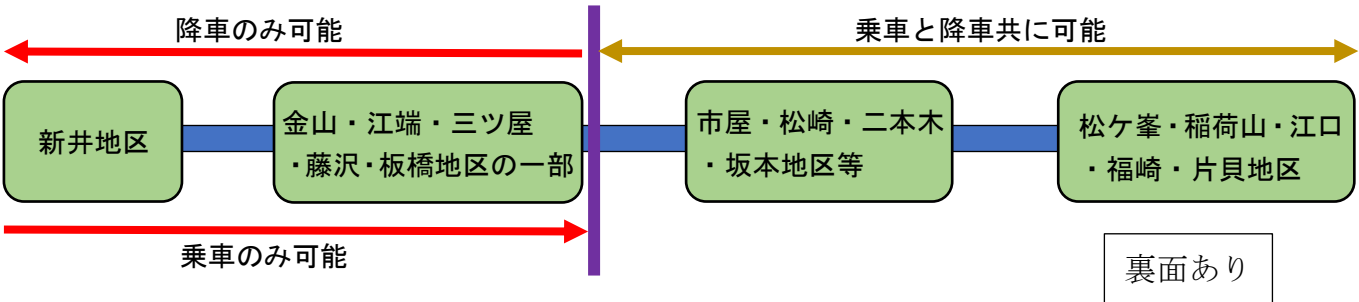 降車のみ可能
乗車と降車共に可能
新井地区
金山・江端・三ツ屋
・藤沢・板橋地区の一部
市屋・松崎・二本木
・坂本地区等
松ケ峯・稲荷山・江口
・福崎・片貝地区
乗車のみ可能
裏面あり